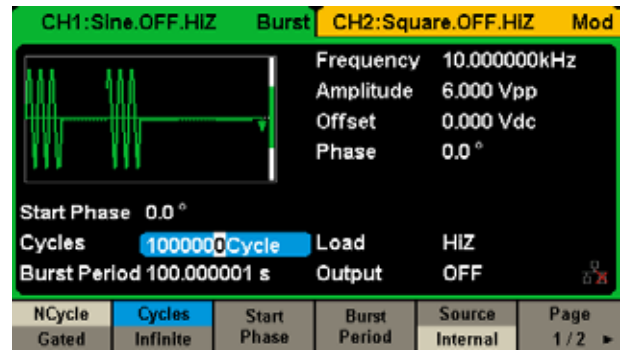 CH1:Sine.OFF.HiZ Burst CH2:Square.OFF.HiZ Mod
Frequency 10.000000kHz
Amplitude 6.000 Vpp
Offset 0.000 Vdc
Phase 0.0 °
Start Phase 0.0 °
Cycles 1000000Cycle Load HiZ
Burst Period 100.000001 s Output OFF
NCycle Cycles Start Burst Source Page
Gated Infinite Phase Period Internal 1/2 ►